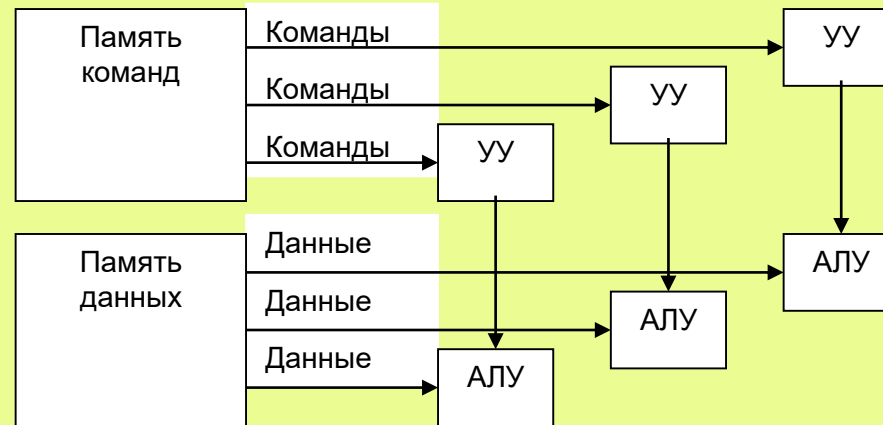 Память
команд
Команды
УУ
Команды
УУ
Команды
УУ
Память
данных
Данные
АЛУ
Данные
АЛУ
Данные
АЛУ